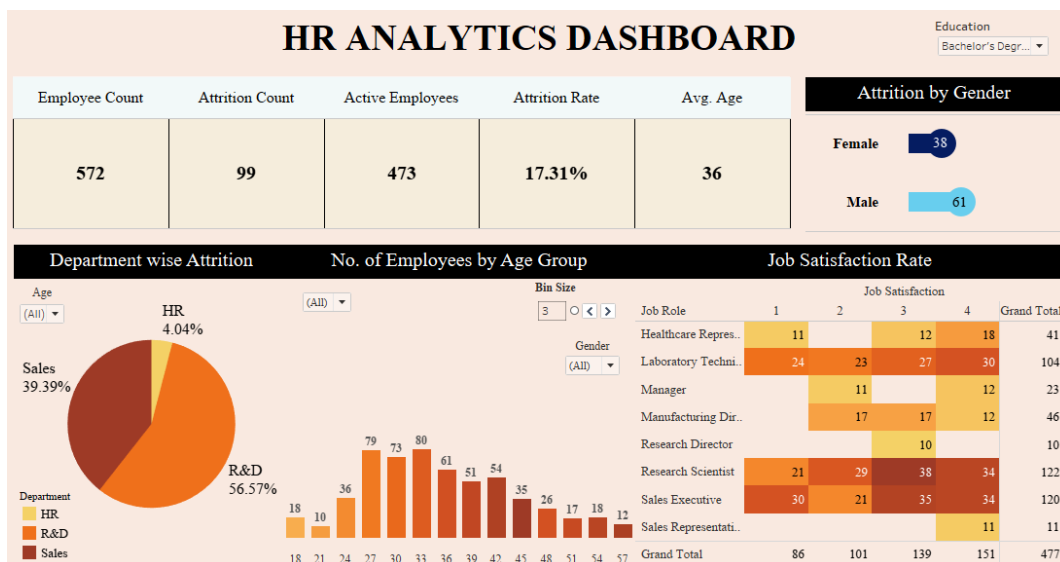 HR ANALYTICS DASHBOARD
Education
Bachelor's Degr...
Employee Count Attrition Count Active Employees Attrition Rate Avg. Age
572 99 473 17.31% 36
Attrition by Gender
Female 38
Male 61
Department wise Attrition
Age
(All)
HR
4.04%
Sales
39.39%
R&D
56.57%
Department
HR
R&D
Sales
No. of Employees by Age Group
(All)
Bin Size
3
Gender
(All)
18 10 36 79 73 80 61 51 54 35 26 17 18 12
18 21 24 27 30 33 36 39 42 45 48 51 54 57
Job Satisfaction Rate
Job Satisfaction
Job Role 1 2 3 4 Grand Total
Healthcare Repres.. 11 12 18 41
Laboratory Techni.. 24 23 27 30 104
Manager 11 12 23
Manufacturing Dir.. 17 17 12 46
Research Director 10 10
Research Scientist 21 29 38 34 122
Sales Executive 30 21 35 34 120
Sales Representati.. 11 11
Grand Total 86 101 139 151 477